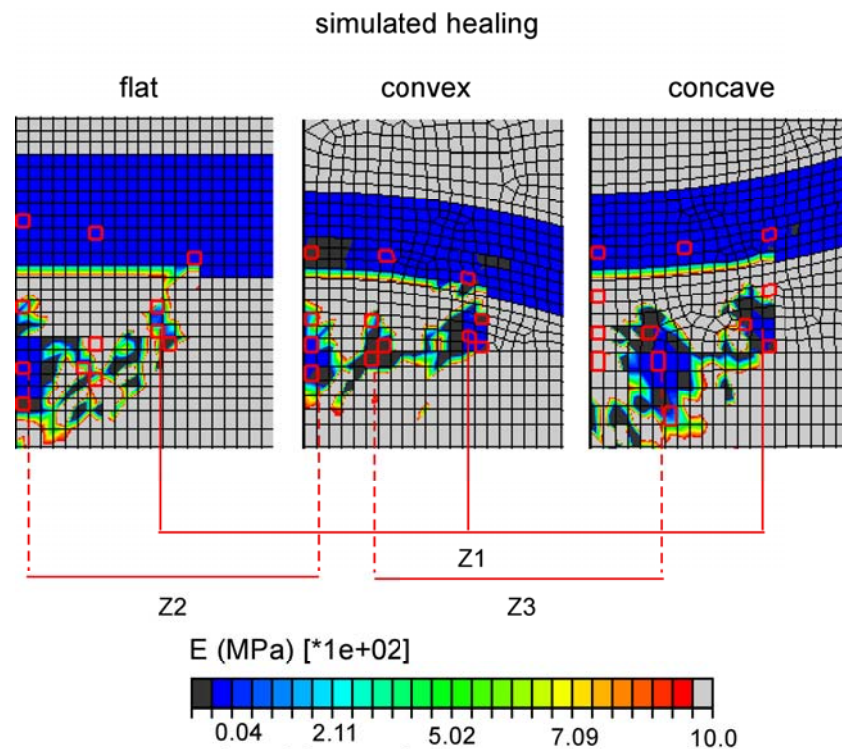 simulated healing
flat convex concave
Z1
Z2 Z3
E (MPa) [*1e+02]
0.04 2.11 5.02 7.09 10.0